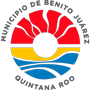 MUNICIPIO DE BENITO JUÁREZ
QUINTANA ROO